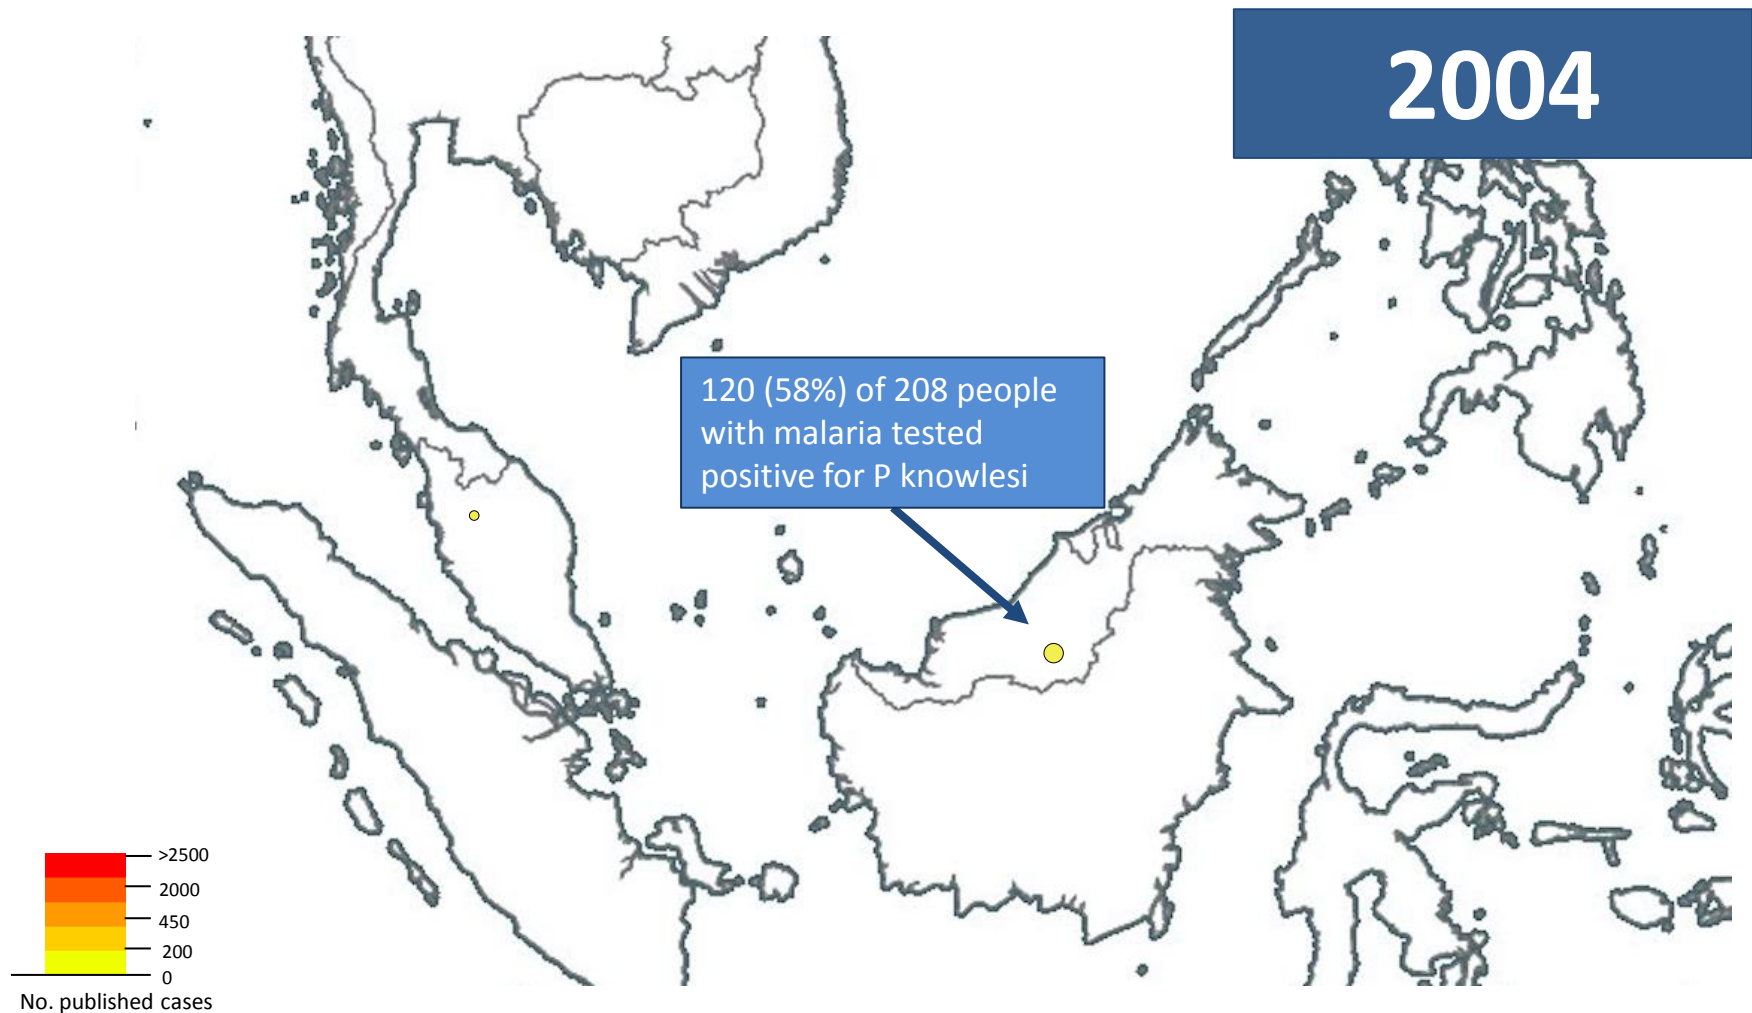 2004
120 (58%) of 208 people
with malaria tested
positive for P knowlesi
>2500
2000
450
200
0
No. published cases